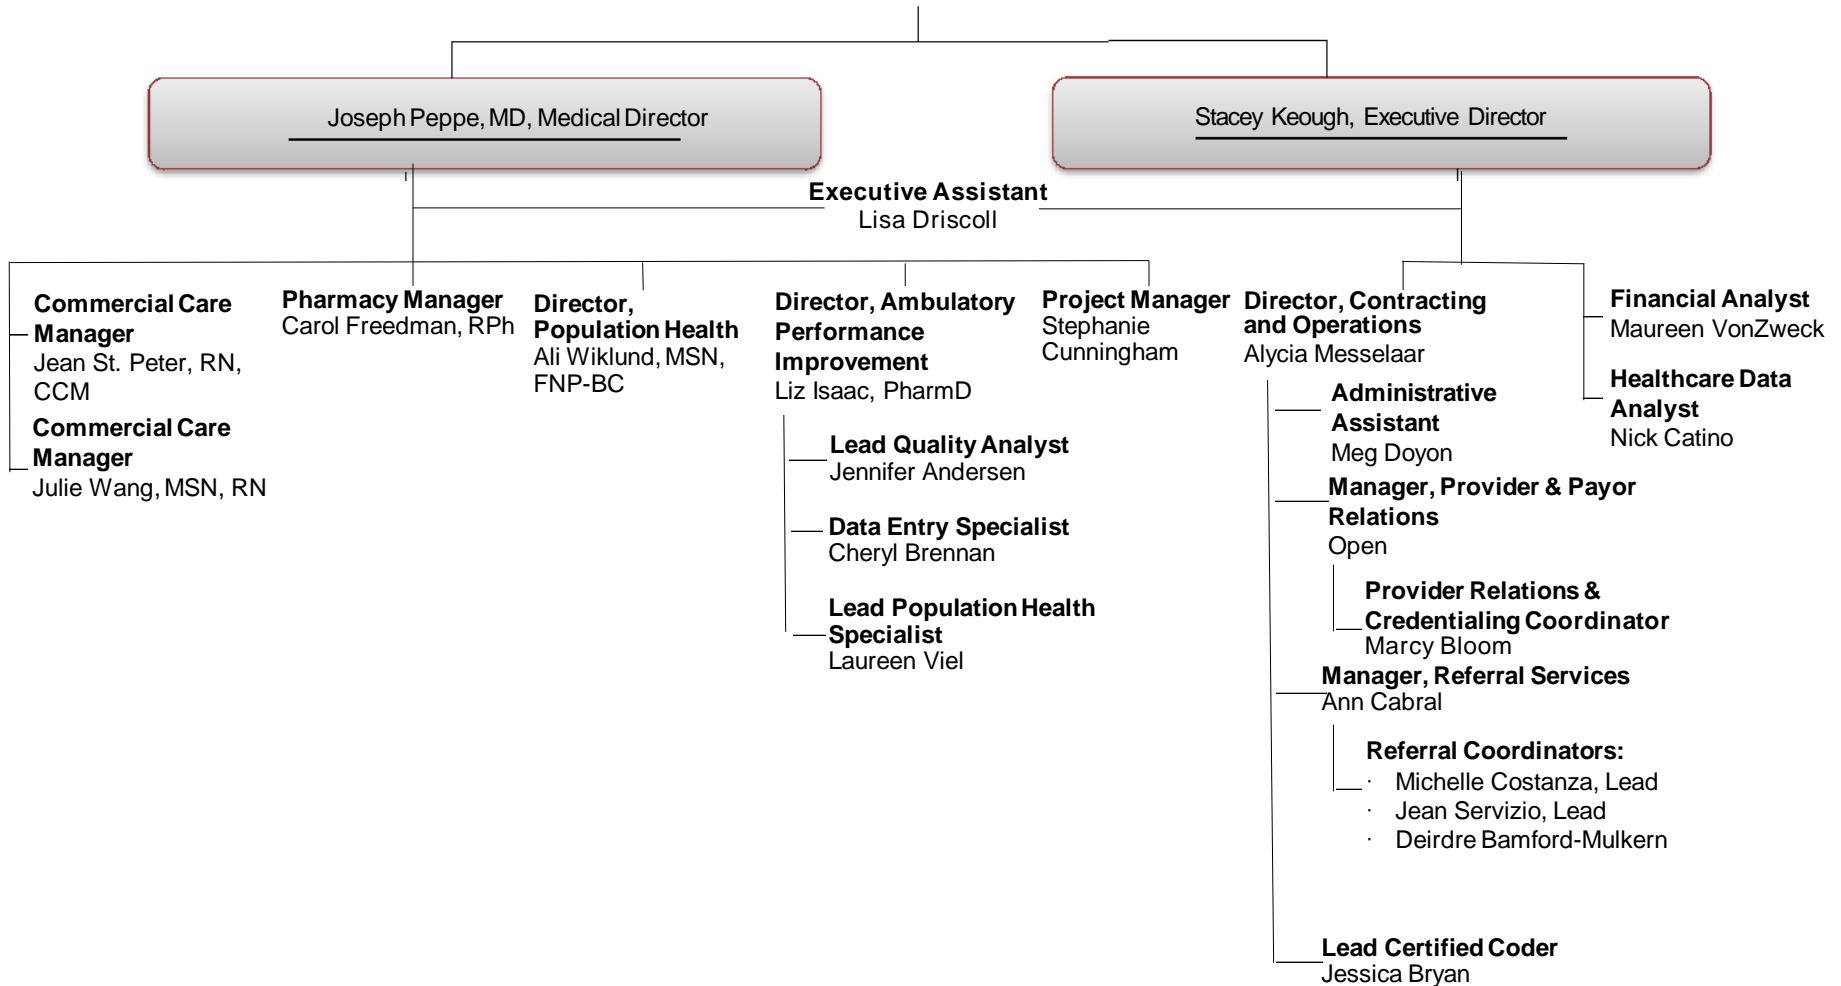 Joseph Peppe, MD, Medical Director
Stacey Keough, Executive Director
Executive Assistant
Lisa Driscoll
Commercial Care
Manager
Jean St. Peter, RN,
CCM
Commercial Care
Manager
Julie Wang, MSN, RN
Pharmacy Manager
Carol Freedman, RPh
Director,
Population Health
Ali Wiklund, MSN,
FNP-BC
Director, Ambulatory
Performance
Improvement
Liz Isaac, PharmD
Lead Quality Analyst
Jennifer Andersen
Data Entry Specialist
Cheryl Brennan
Lead Population Health
Specialist
Laureen Viel
Project Manager
Stephanie
Cunningham
Director, Contracting
and Operations
Alycia Messelaar
Administrative
Assistant
Meg Doyon
Manager, Provider & Payor
Relations
Open
Provider Relations &
Credentialing Coordinator
Marcy Bloom
Manager, Referral Services
Ann Cabral
Referral Coordinators:
· Michelle Costanza, Lead
· Jean Servizio, Lead
· Deirdre Bamford-Mulkern
Lead Certified Coder
Jessica Bryan
Financial Analyst
Maureen VonZweck
Healthcare Data
Analyst
Nick Catino